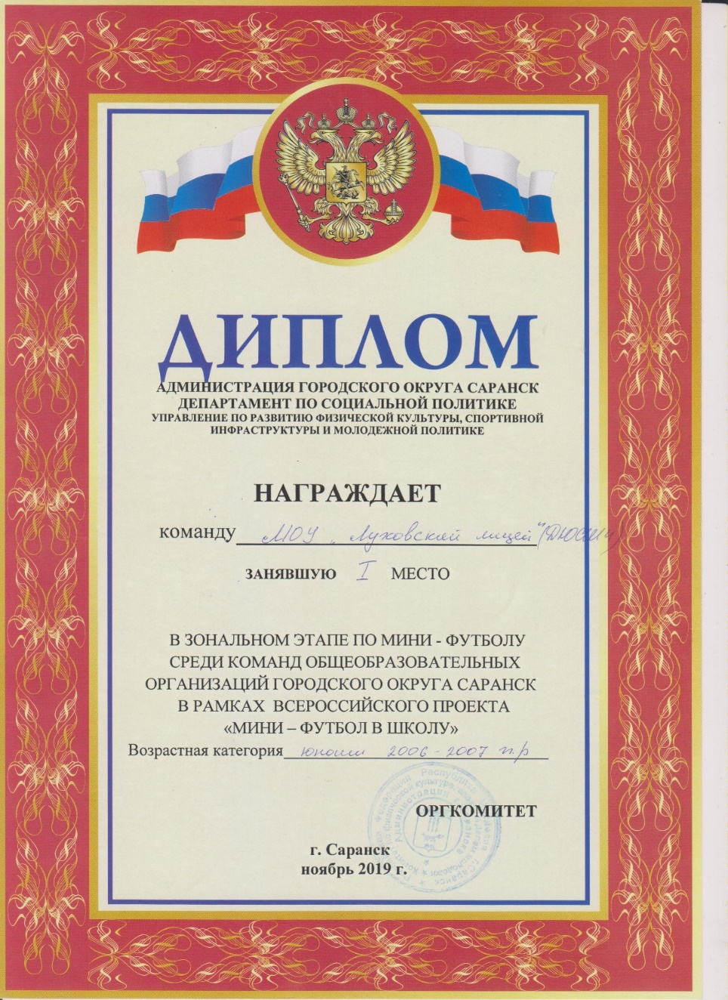 ДИПЛОМ
АДМИНИСТРАЦИЯ ГОРОДСКОГО ОКРУГА САРАНСК
ДЕПАРТАМЕНТ ПО СОЦИАЛЬНОЙ ПОЛИТИКЕ
УПРАВЛЕНИЕ ПО РАЗВИТИЮ ФИЗИЧЕСКОЙ КУЛЬТУРЫ, СПОРТИВНОЙ
ИНФРАСТРУКТУРЫ И МОЛОДЕЖНОЙ ПОЛИТИКЕ
НАГРАЖДАЕТ
команду МОУ „Луховский лицей"
ЗАНЯВШУЮ I МЕСТО
В ЗОНАЛЬНОМ ЭТАПЕ ПО МИНИ - ФУТБОЛУ
СРЕДИ КОМАНД ОБЩЕОБРАЗОВАТЕЛЬНЫХ
ОРГАНИЗАЦИЙ ГОРОДСКОГО ОКРУГА САРАНСК
В РАМКАХ ВСЕРОССИЙСКОГО ПРОЕКТА
«МИНИ – ФУТБОЛ В ШКОЛУ»
Возрастная категория юноши 2006-2007 г.р
ОРГКОМИТЕТ
г. Саранск
ноябрь 2019 г.